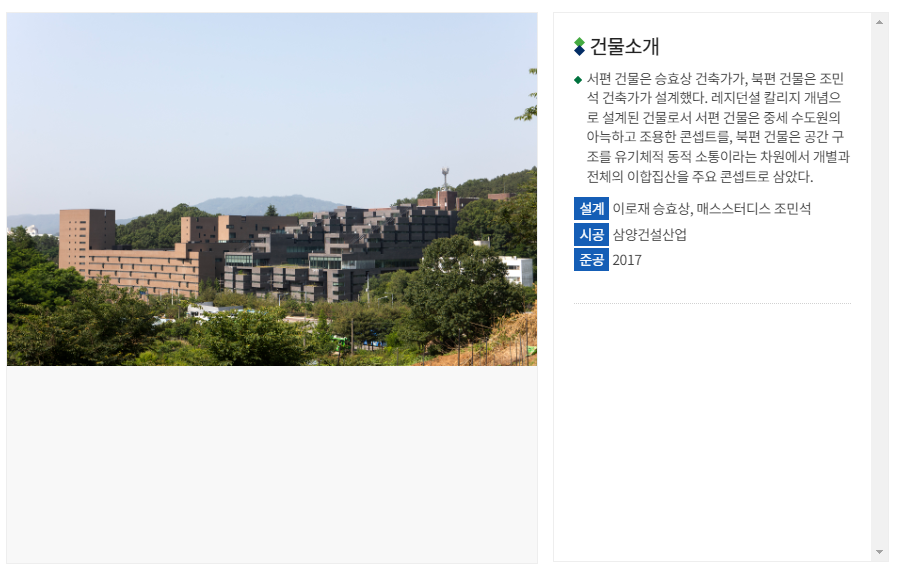 건물소개
서편 건물은 승효상 건축가가, 북편 건물은 조민
석 건축가가 설계했다. 레지던셜 칼리지 개념으
로 설계된 건물로서 서편 건물은 중세 수도원의
아늑하고 조용한 콘셉트를, 북편 건물은 공간 구
조를 유기체적 동적 소통이라는 차원에서 개별과
전체의 이합집산을 주요 콘셉트로 삼았다.
설계 이로재 승효상, 매스스터디스 조민석
시공 삼양건설산업
준공 2017